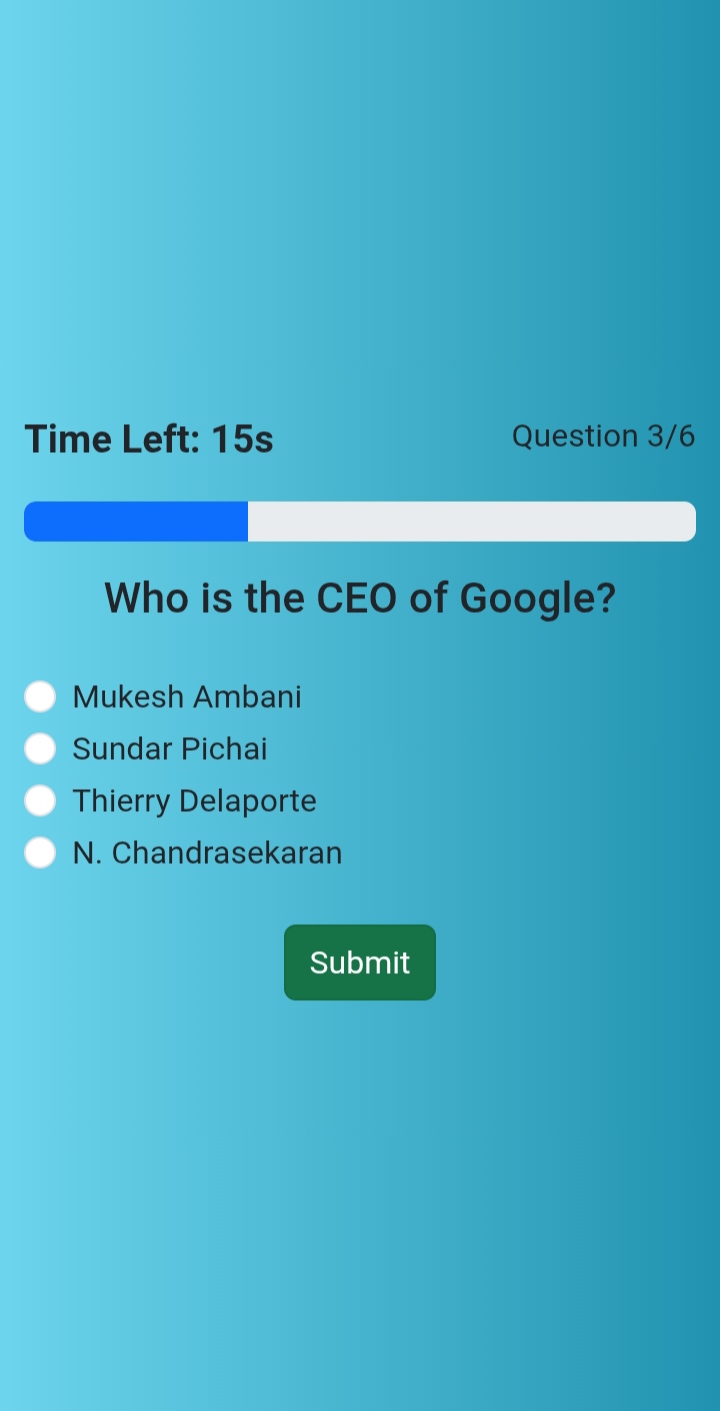 Time Left: 15s
Question 3/6
Who is the CEO of Google?
Mukesh Ambani
Sundar Pichai
Thierry Delaporte
N. Chandrasekaran
Submit